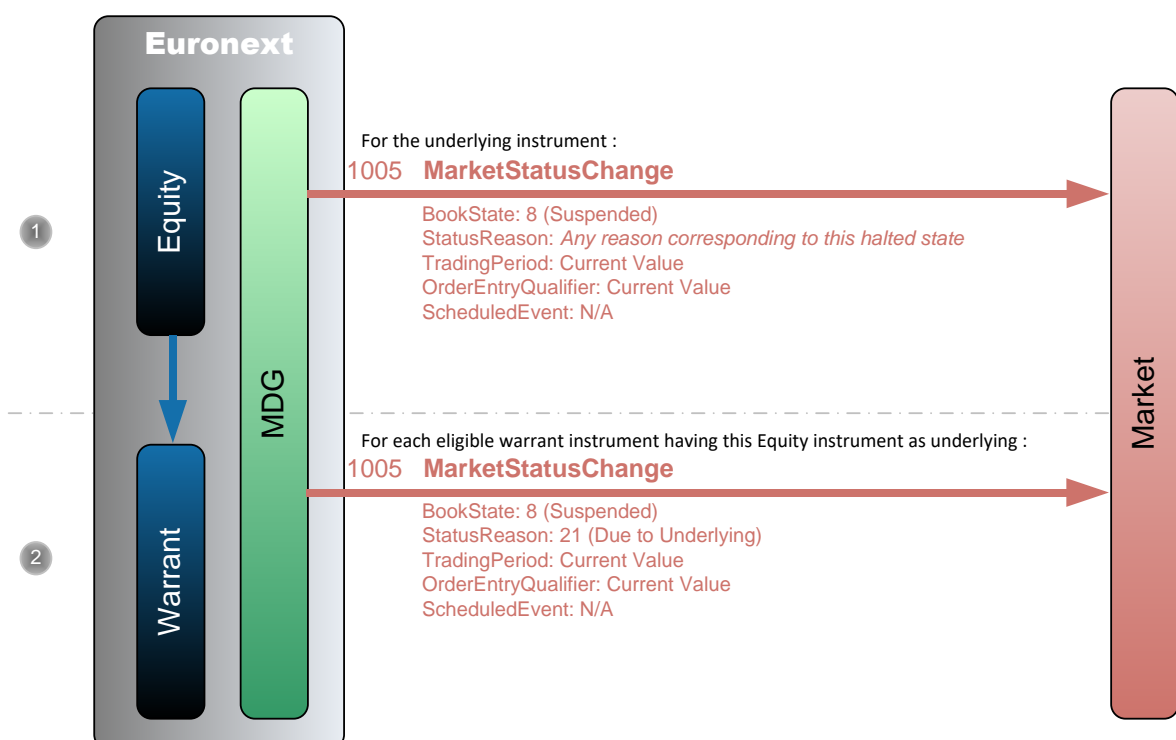 Euronext
Equity
MDG
Market
For the underlying instrument :
1005 MarketStatusChange
1
BookState: 8 (Suspended)
StatusReason: Any reason corresponding to this halted state
TradingPeriod: Current Value
OrderEntryQualifier: Current Value
ScheduledEvent: N/A
For each eligible warrant instrument having this Equity instrument as underlying :
1005 MarketStatusChange
Warrant
2
BookState: 8 (Suspended)
StatusReason: 21 (Due to Underlying)
TradingPeriod: Current Value
OrderEntryQualifier: Current Value
ScheduledEvent: N/A